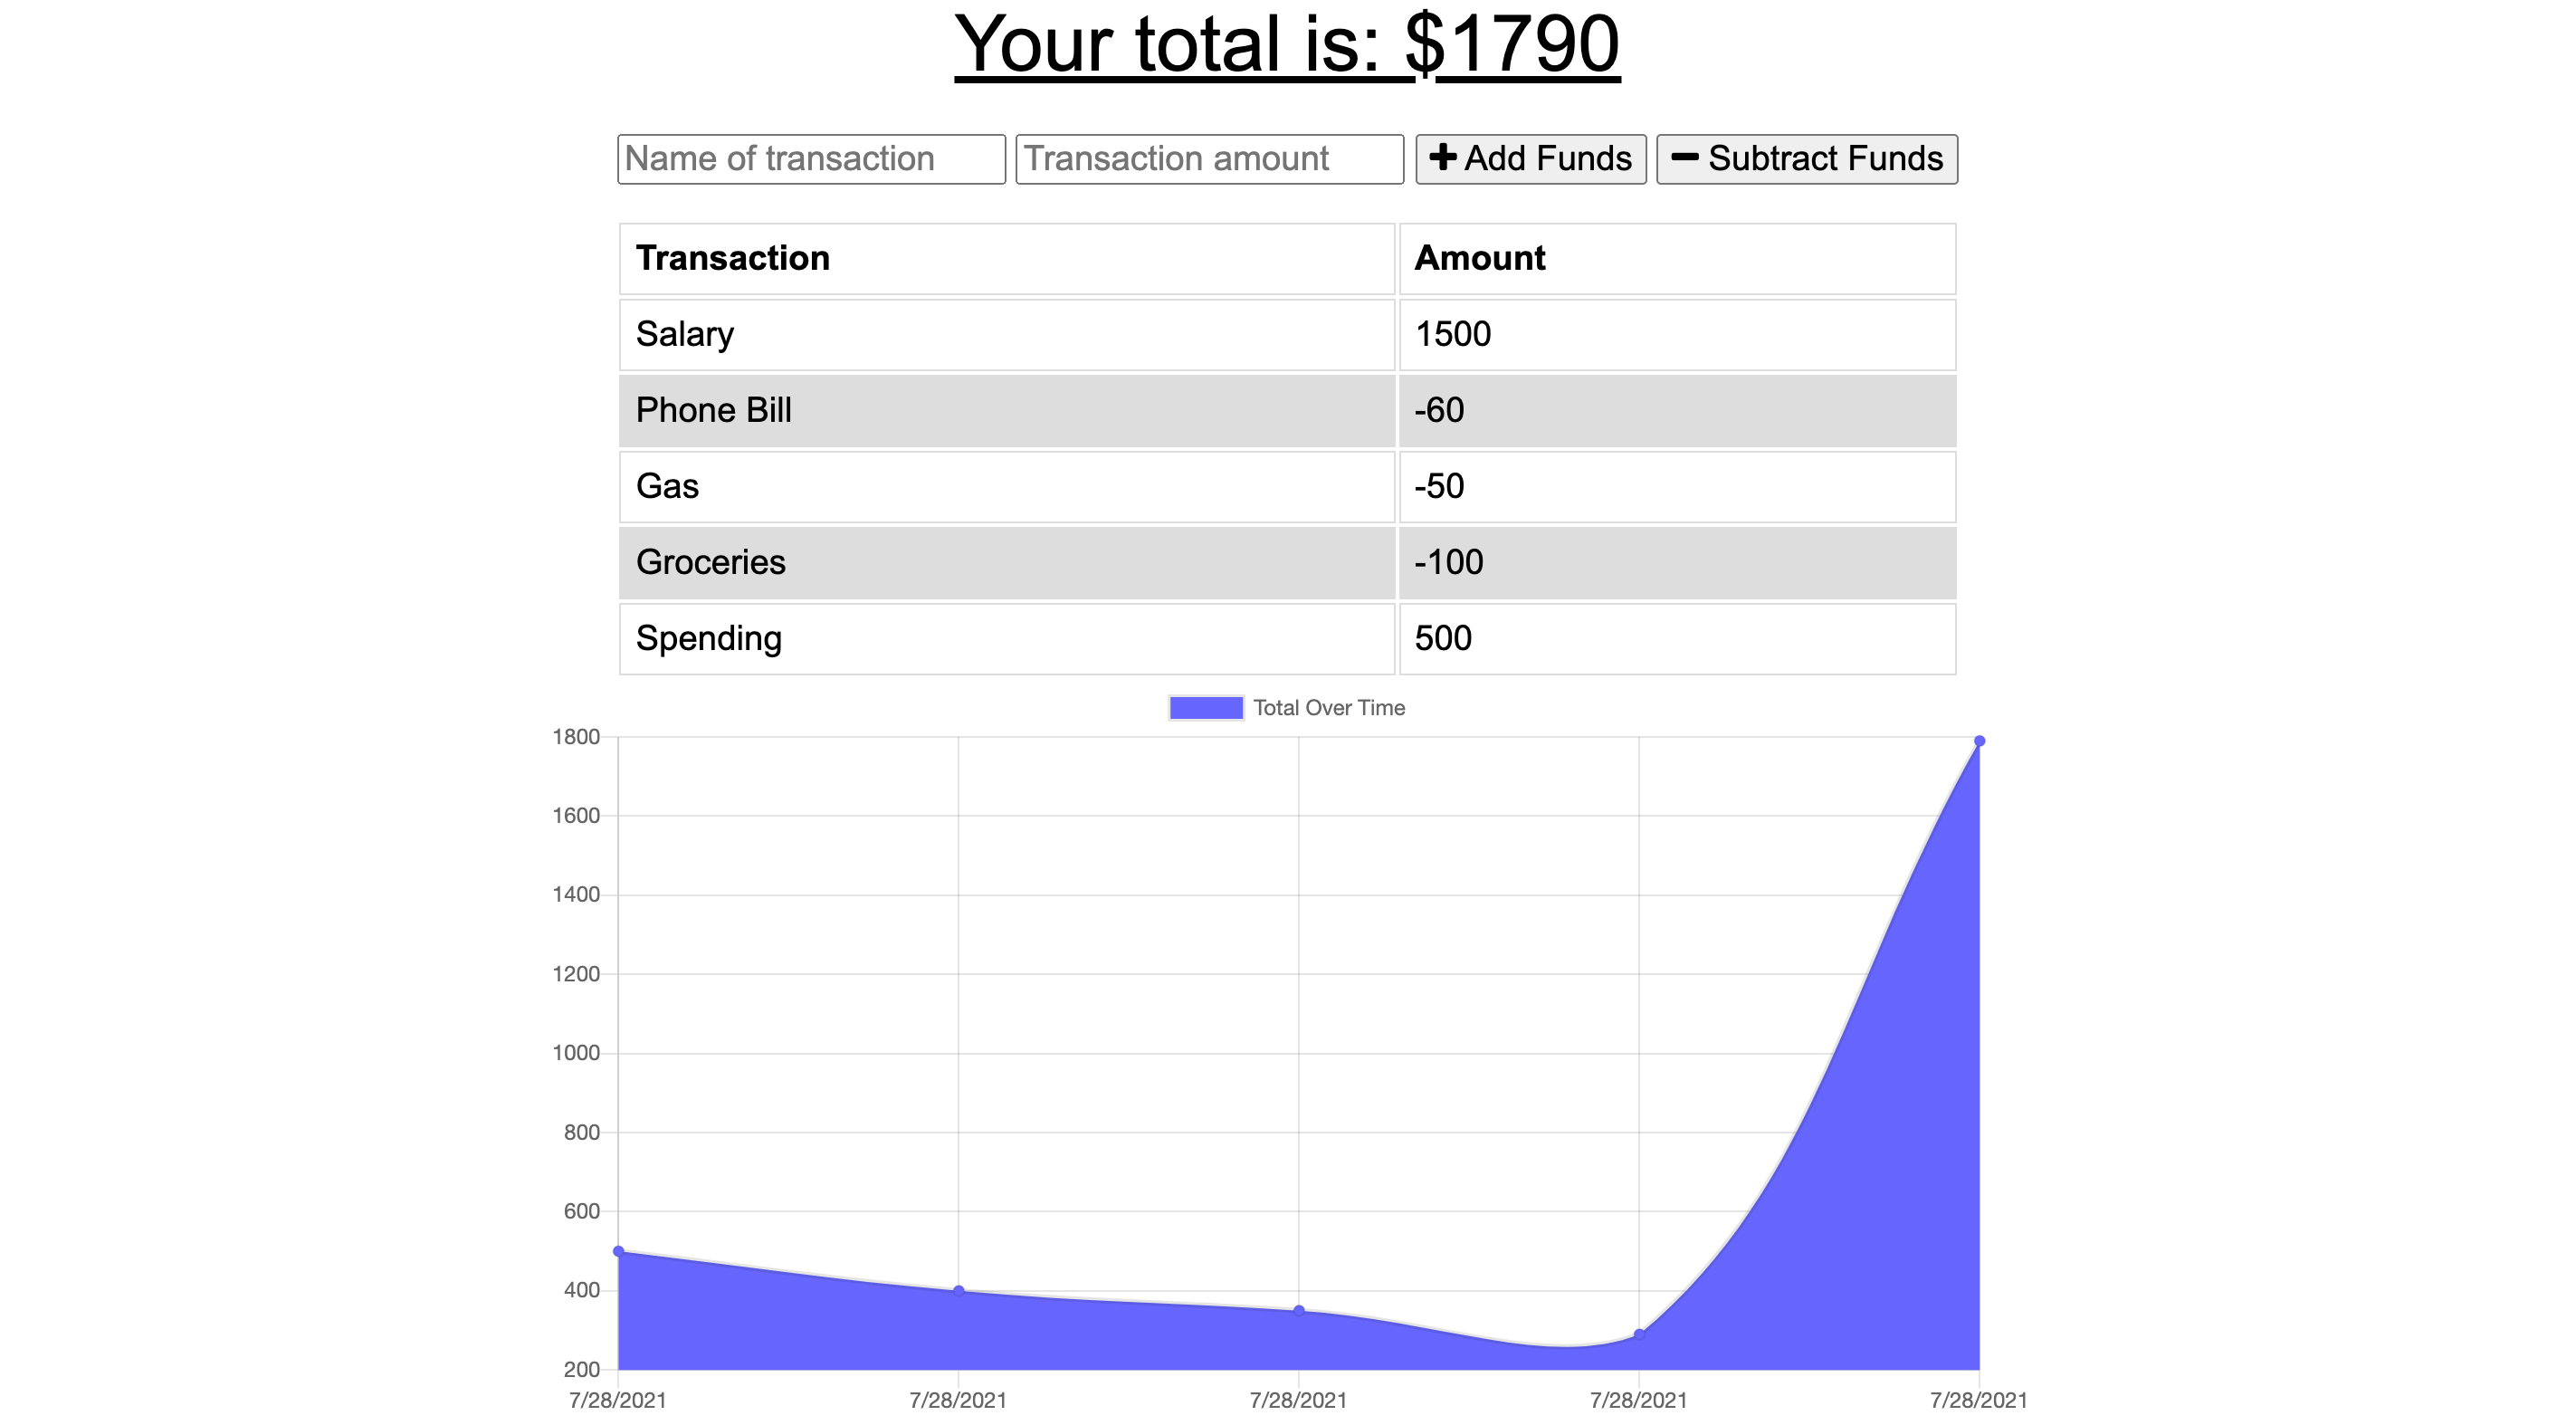 Your total is: $1790
Name of transaction Transaction amount Add Funds Subtract Funds
Transaction Amount
Salary 1500
Phone Bill -60
Gas -50
Groceries -100
Spending 500
Total Over Time
1800
1600
1400
1200
1000
800
600
400
200
7/28/2021 7/28/2021 7/28/2021 7/28/2021 7/28/2021